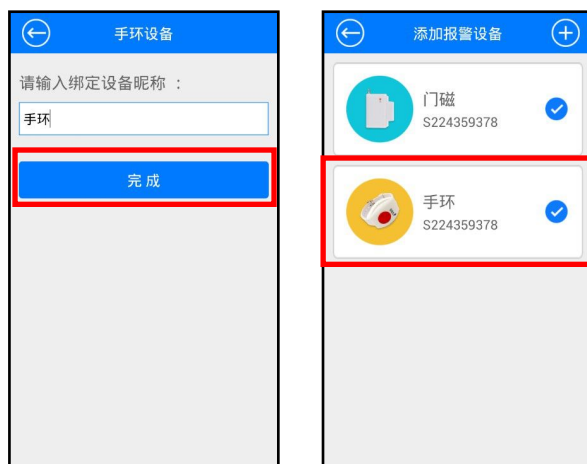 手环设备
请输入绑定设备昵称 :
手环
完成
添加报警设备
门磁
S224359378
手环
S224359378